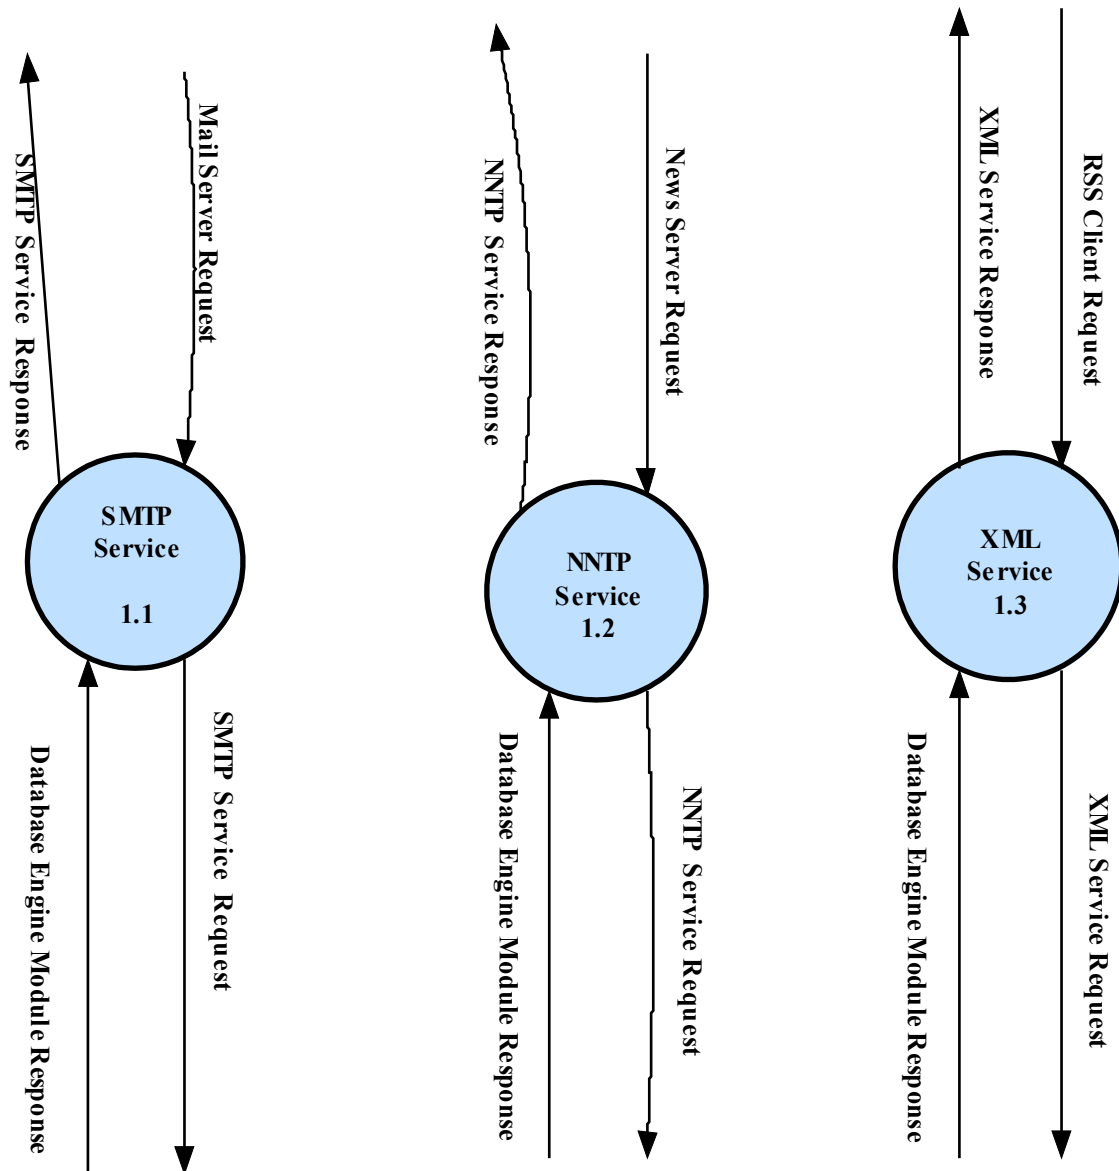 SMTP Service Response
Mail Server Request
NNTP Service Response
News Server Request
XML Service Response
RSS Client Request
SMTP
Service
1.1
NNTP
Service
1.2
XML
Service
1.3
Database Engine Module Response
SMTP Service Request
Database Engine Module Response
NNTP Service Request
Database Engine Module Response
XML Service Request